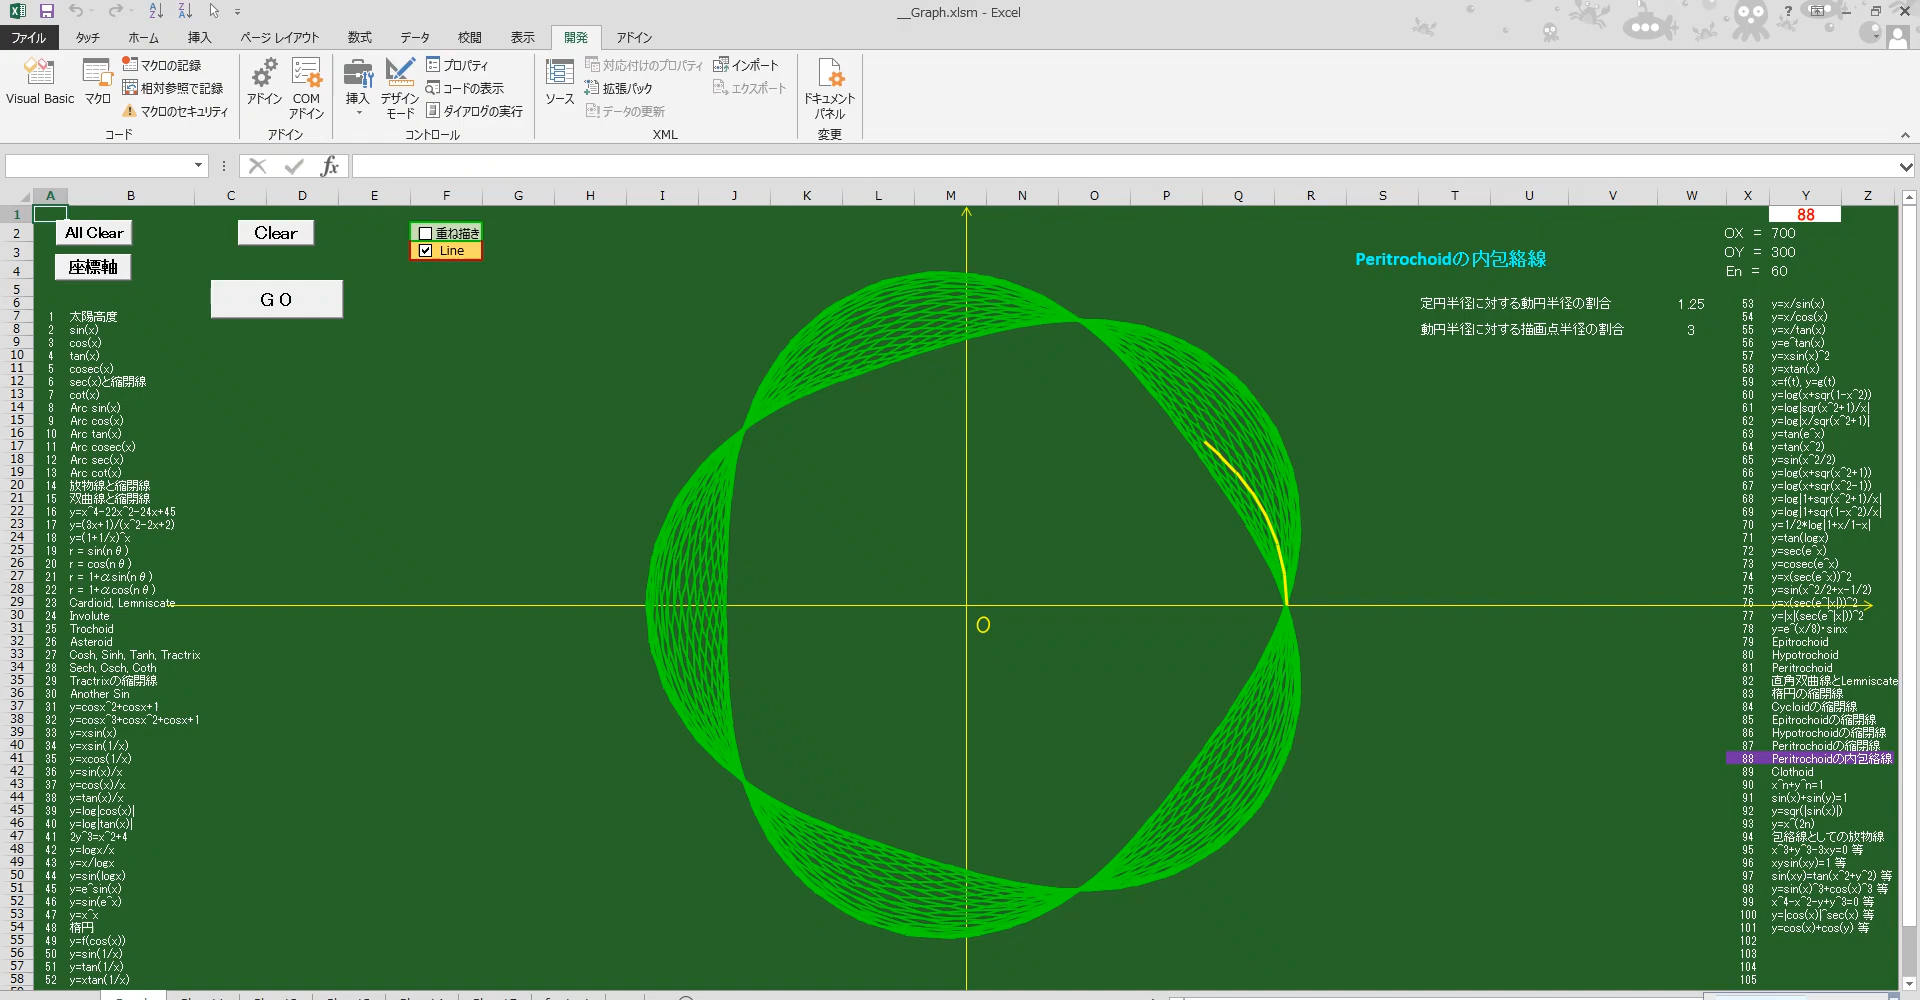 __Graph.xlsm - Excel
ファイル タッチ ホーム 挿入 ページ レイアウト 数式 データ 校閲 表示 開発 アドイン
Visual Basic
マクロ
マクロの記録
相対参照で記録
マクロのセキュリティ
コード
アドイン
COM
アドイン
アドイン
挿入
デザイン
モード
プロパティ
コードの表示
ダイアログの実行
コントロール
ソース
対応付けのプロパティ
拡張パック
データの更新
インポート
エクスポート
XML
ドキュメント
パネル
変更
fx
A B C D E F G H I J K L M N O P Q R S T U V W X Y Z
All Clear
Clear
座標軸
G O
重ね描き
Line
88
OX = 700
OY = 300
En = 60
Peritrochoidの内包絡線
定円半径に対する動円半径の割合 1.25
動円半径に対する描画点半径の割合 3
O
1 太陽高度
2 sin(x)
3 cos(x)
4 tan(x)
5 cosec(x)
6 sec(x)と縮閉線
7 cot(x)
8 Arc sin(x)
9 Arc cos(x)
10 Arc tan(x)
11 Arc cosec(x)
12 Arc sec(x)
13 Arc cot(x)
14 放物線と縮閉線
15 双曲線と縮閉線
16 y=x^4-22x^2-24x+45
17 y=(3x+1)/(x^2-2x+2)
18 y=(1+1/x)^x
19 r = sin(nθ)
20 r = cos(nθ)
21 r = 1+αsin(nθ)
22 r = 1+αcos(nθ)
23 Cardioid, Lemniscate
24 Involute
25 Trochoid
26 Asteroid
27 Cosh, Sinh, Tanh, Tractrix
28 Sech, Csch, Coth
29 Tractrixの縮閉線
30 Another Sin
31 y=cosx^2+cosx+1
32 y=cosx^3+cosx^2+cosx+1
33 y=xsin(x)
34 y=xsin(1/x)
35 y=xcos(1/x)
36 y=sin(x)/x
37 y=cos(x)/x
38 y=tan(x)/x
39 y=log|cos(x)|
40 y=log|tan(x)|
41 2y^3=x^2+4
42 y=logx/x
43 y=x/logx
44 y=sin(logx)
45 y=e^sin(x)
46 y=sin(e^x)
47 y=x^x
48 楕円
49 y=f(cos(x))
50 y=sin(1/x)
51 y=tan(1/x)
52 y=xtan(1/x)
53 y=x/sin(x)
54 y=x/cos(x)
55 y=x/tan(x)
56 y=e^tan(x)
57 y=xsin(x)^2
58 y=xtan(x)
59 x=f(t), y=g(t)
60 y=log(x+sqr(1-x^2))
61 y=log|sqr(x^2+1)/x|
62 y=log|x/sqr(x^2+1)|
63 y=tan(e^x)
64 y=tan(x^2)
65 y=sin(x^2/2)
66 y=log(x+sqr(x^2+1))
67 y=log(x+sqr(x^2-1))
68 y=log|1+sqr(x^2+1)/x|
69 y=log|1+sqr(1-x^2)/x|
70 y=1/2*log|1+x/1-x|
71 y=tan(logx)
72 y=sec(e^x)
73 y=cosec(e^x)
74 y=x(sec(e^x))^2
75 y=sin(x^2/2+x-1/2)
76 y=x(sec(e^|x|))^2
77 y=|x|(sec(e^|x|))^2
78 y=e^(x/8)・sinx
79 Epitrochoid
80 Hypotrochoid
81 Peritrochoid
82 直角双曲線とLemniscate
83 楕円の縮閉線
84 Cycloidの縮閉線
85 Epitrochoidの縮閉線
86 Hypotrochoidの縮閉線
87 Peritrochoidの縮閉線
88 Peritrochoidの内包絡線
89 Clothoid
90 x^n+y^n=1
91 sin(x)+sin(y)=1
92 y=sqr(|sin(x)|)
93 y=x^(2n)
94 包絡線としての放物線
95 x^3+y^3-3xy=0 等
96 xysin(xy)=1 等
97 sin(xy)=tan(x^2+y^2) 等
98 y=sin(x)^3+cos(x)^3 等
99 x^4-x^2-y+y^3=0 等
100 y=|cos(x)|^sec(x) 等
101 y=cos(x)+cos(y) 等
102
103
104
105